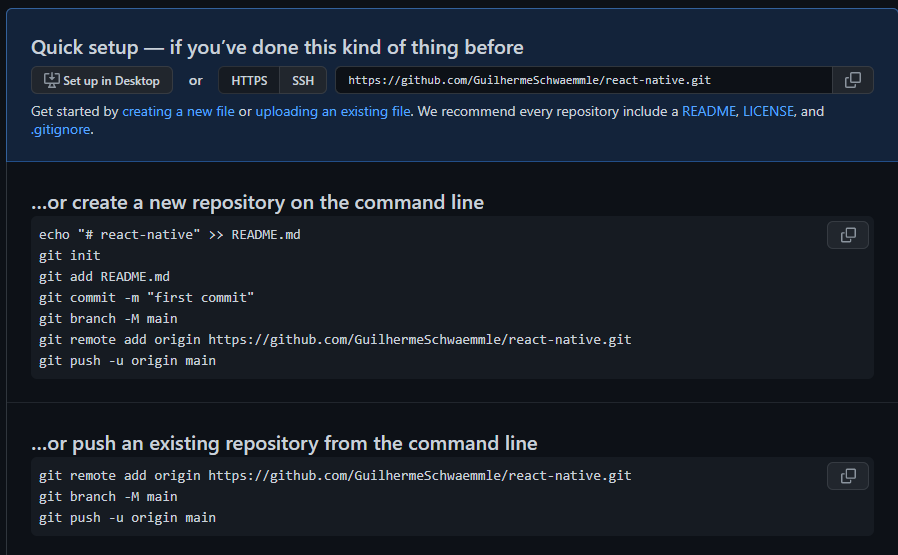 Quick setup — if you’ve done this kind of thing before
Set up in Desktop or HTTPS SSH https://github.com/GuilhermeSchwaemmle/react-native.git
Get started by creating a new file or uploading an existing file. We recommend every repository include a README, LICENSE, and
.gitignore.
…or create a new repository on the command line
echo "# react-native" >> README.md
git init
git add README.md
git commit -m "first commit"
git branch -M main
git remote add origin https://github.com/GuilhermeSchwaemmle/react-native.git
git push -u origin main
…or push an existing repository from the command line
git remote add origin https://github.com/GuilhermeSchwaemmle/react-native.git
git branch -M main
git push -u origin main